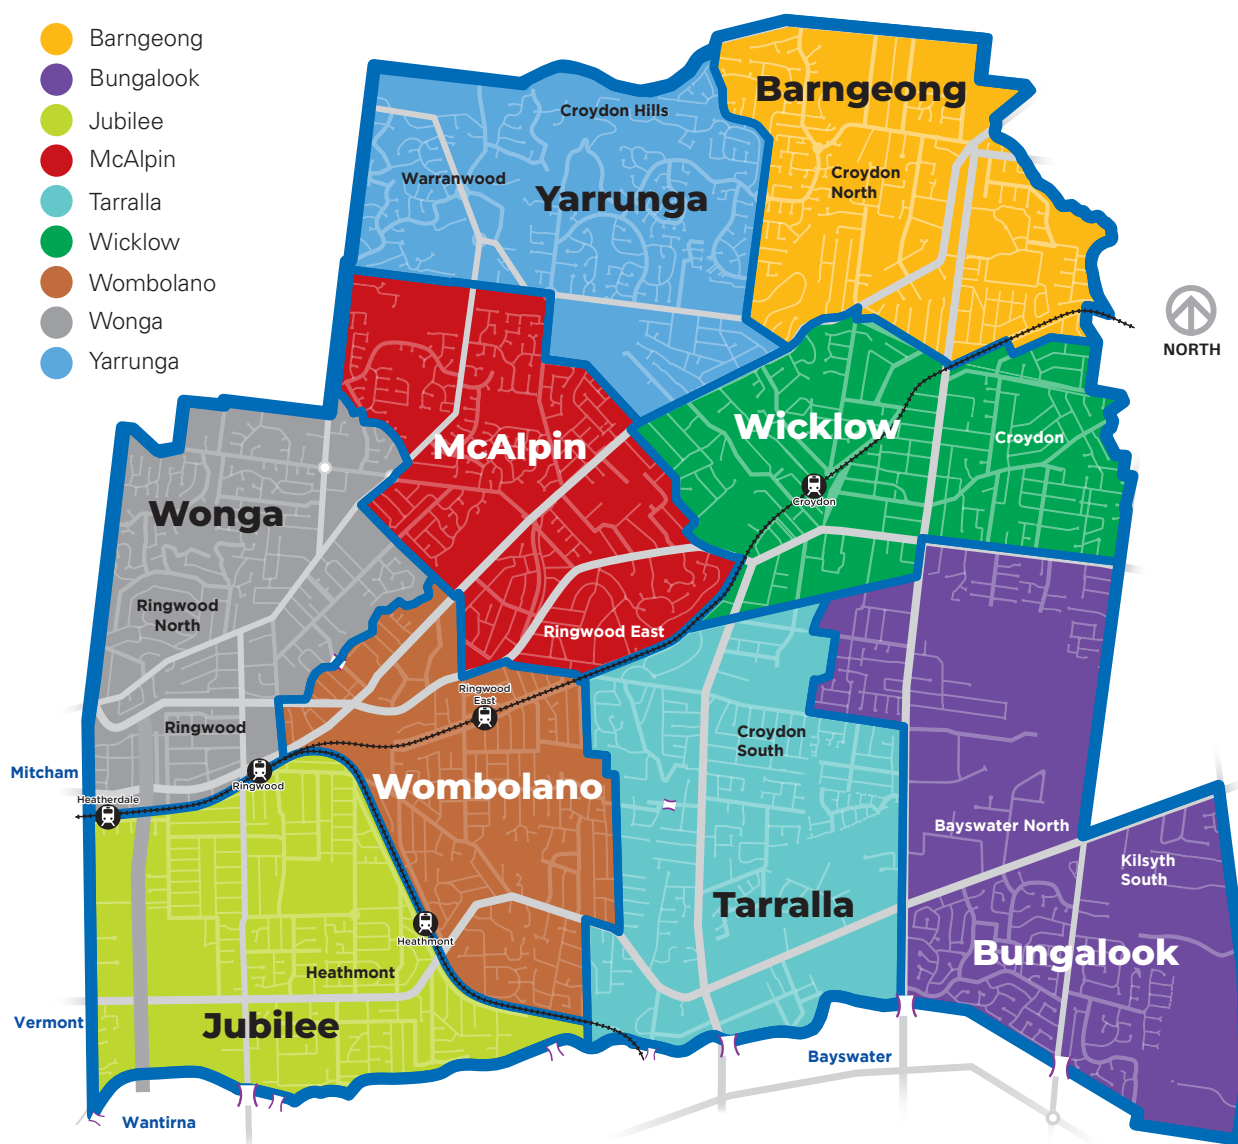 Barngeong
Bungalook
Jubilee
McAlpin
Tarralla
Wicklow
Wombolano
Wonga
Yarrunga
Barngeong
Croydon Hills
Croydon
North
Warranwood
Yarrunga
NORTH
Wicklow
Croydon
Croydon
McAlpin
Ringwood East
Wonga
Ringwood
North
Ringwood
Ringwood
East
Croydon
South
Mitcham
Heatherdale
Ringwood
Wombolano
Bayswater North
Kilsyth
South
Tarralla
Heathmont
Heathmont
Bungalook
Vermont
Jubilee
Bayswater
Wantirna